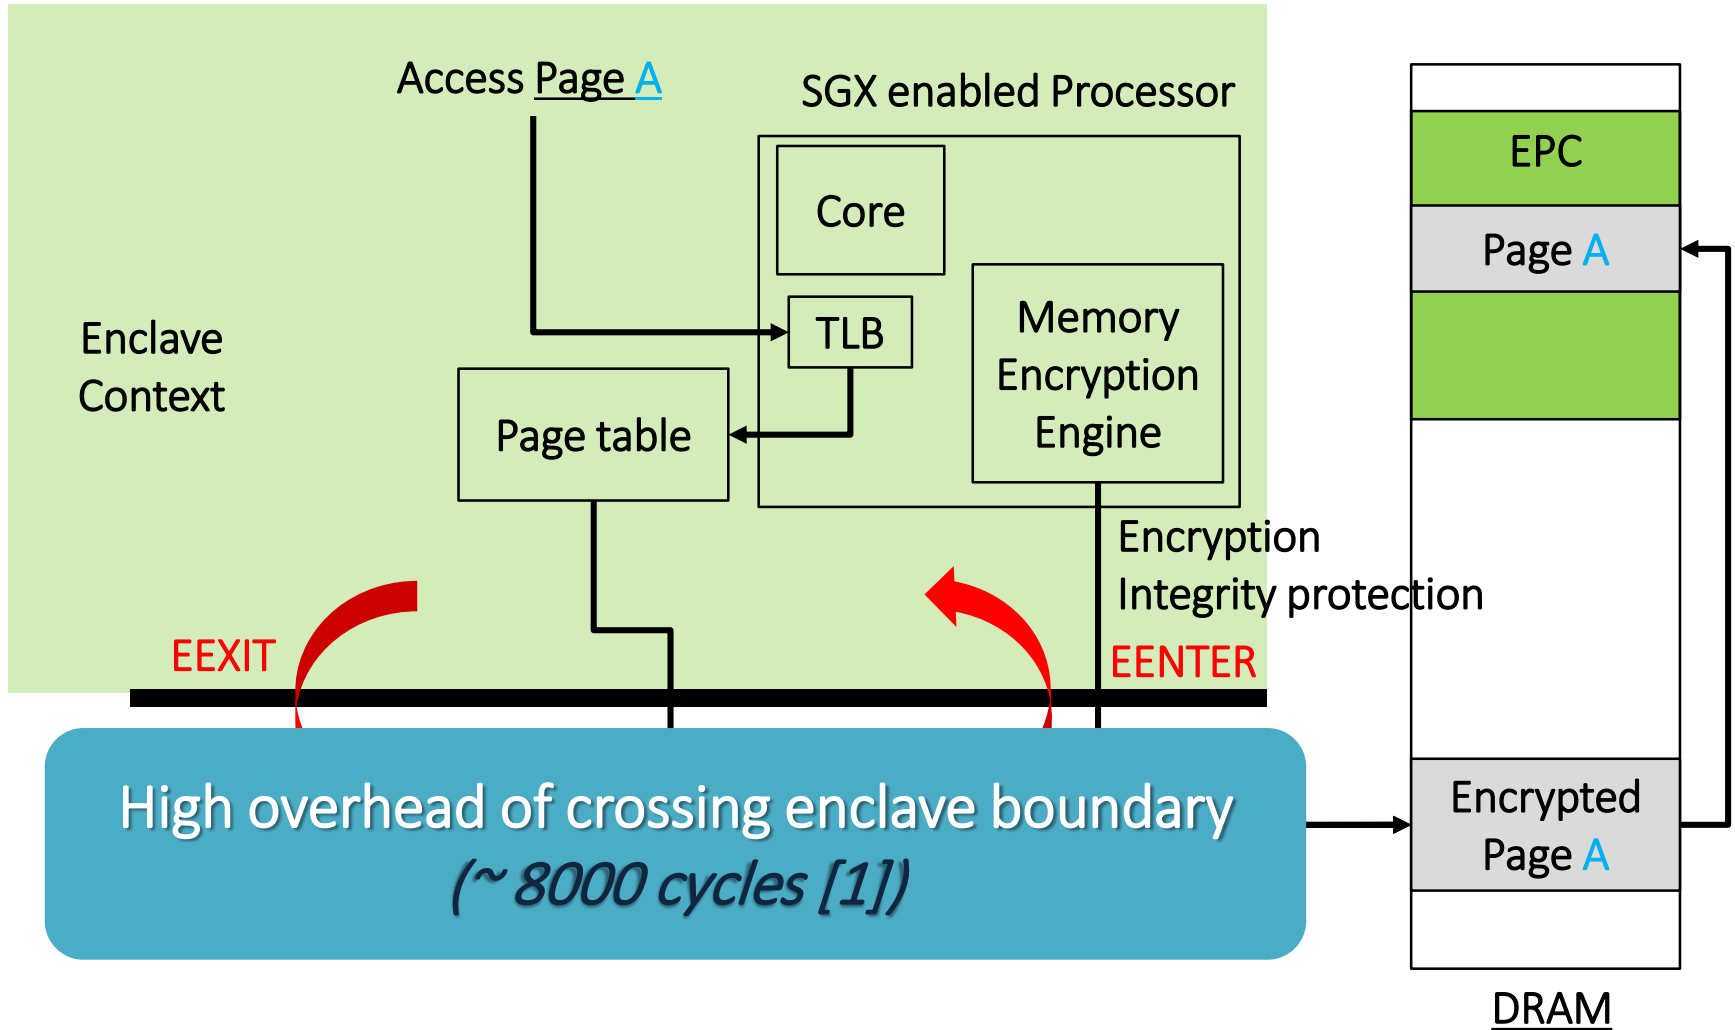 Access Page A
SGX enabled Processor
Core
TLB
Memory
Encryption
Engine
Enclave
Context
Page table
Encryption
Integrity protection
EEXIT
EENTER
High overhead of crossing enclave boundary
(~ 8000 cycles [1])
EPC
Page A
Encrypted
Page A
DRAM